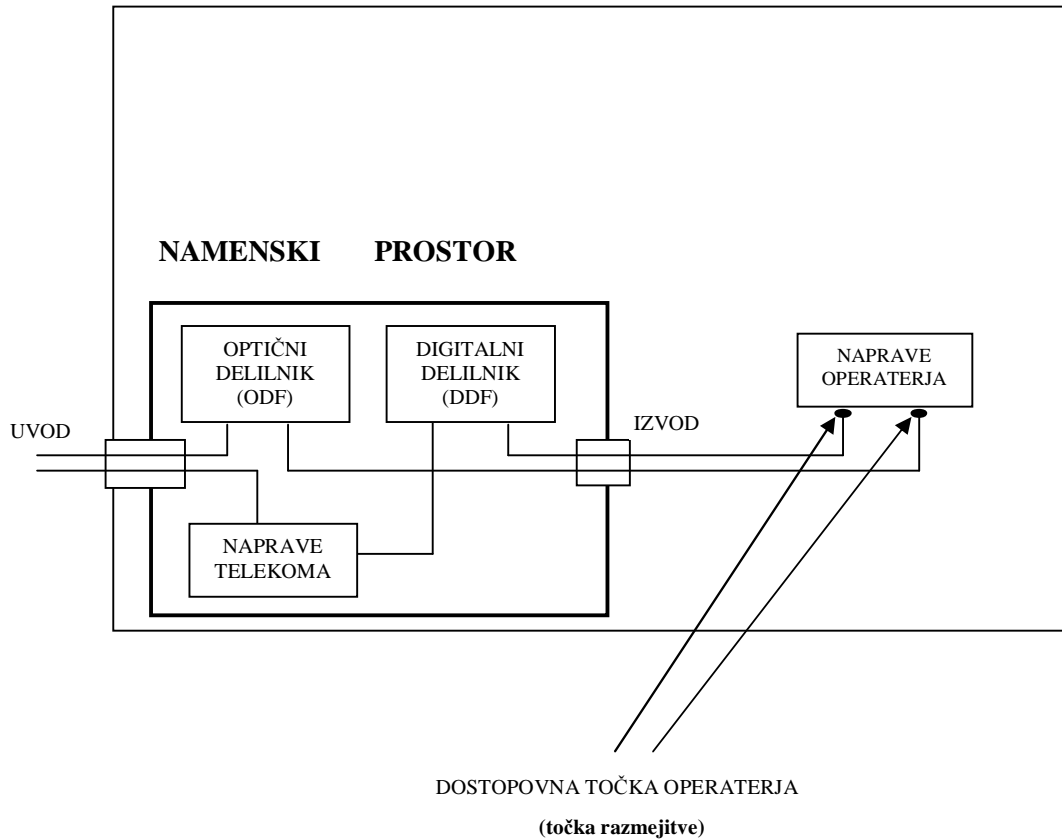 NAMENSKI PROSTOR
OPTIČNI
DELILNIK
(ODF)
DIGITALNI
DELILNIK
(DDF)
NAPRAVE
OPERATERJA
UVOD
IZVOD
NAPRAVE
TELEKOMA
DOSTOPOVNA TOČKA OPERATERJA
(točka razmejitve)